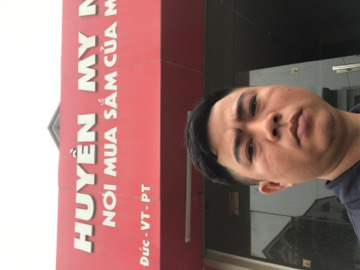 HUYỀN MY
NƠI MUA SẮM CỦA M
Đức - VT - PT